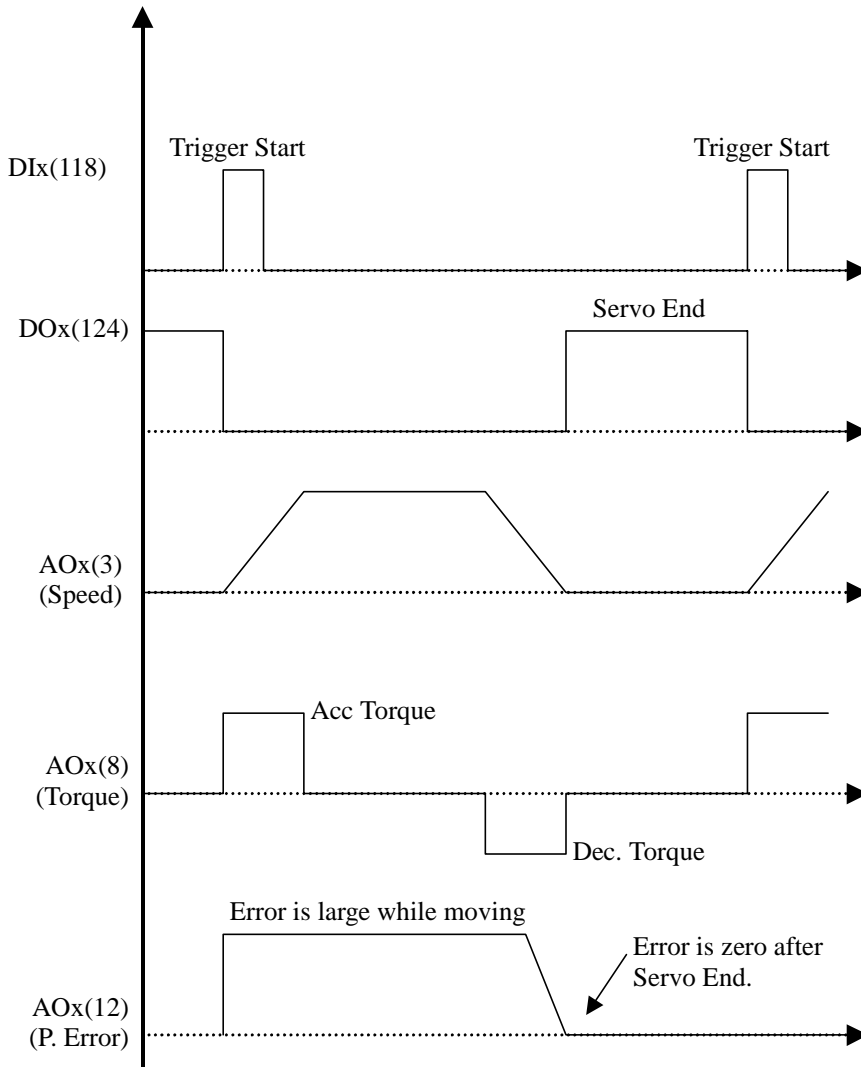 Trigger Start
Trigger Start
DIx(118)
Servo End
DOx(124)
AOx(3)
(Speed)
Acc Torque
AOx(8)
(Torque)
Dec. Torque
Error is large while moving
Error is zero after
Servo End.
AOx(12)
(P. Error)